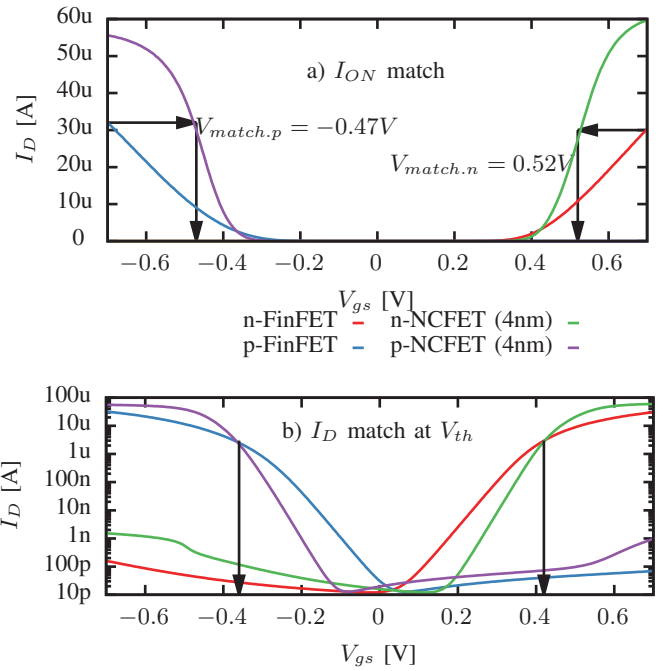 60u
50u
40u
30u
20u
10u
0
I_D [A]
a) I_ON match
V_match.p = −0.47V
V_match.n = 0.52V
−0.6 −0.4 −0.2 0 0.2 0.4 0.6
V_gs [V]
n-FinFET n-NCFET (4nm)
p-FinFET p-NCFET (4nm)
100u
10u
1u
100n
10n
1n
100p
10p
I_D [A]
b) I_D match at V_th
−0.6 −0.4 −0.2 0 0.2 0.4 0.6
V_gs [V]